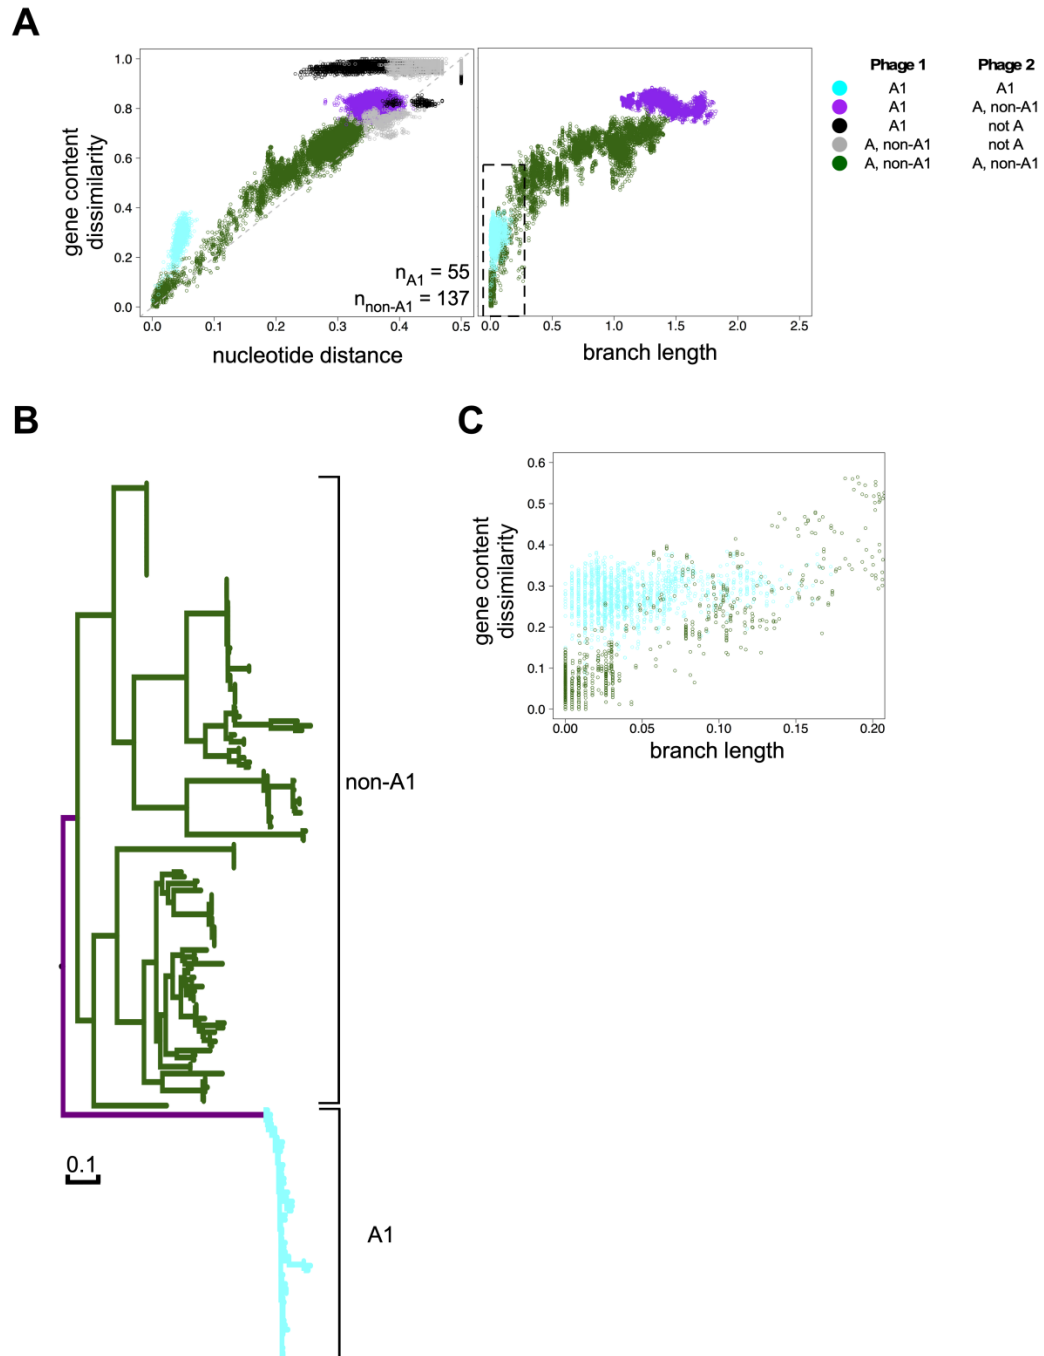 A
gene content
dissimilarity
1.0
0.8
0.6
0.4
0.2
0.0
0.0 0.1 0.2 0.3 0.4 0.5
nucleotide distance
nA1 = 55
nnon-A1 = 137
0.0 0.5 1.0 1.5 2.0 2.5
branch length
Phage 1 Phage 2
A1 A1
A1 A, non-A1
A1 not A
A, non-A1 not A
A, non-A1 A, non-A1
B
non-A1
A1
0.1
C
gene content
dissimilarity
0.6
0.5
0.4
0.3
0.2
0.1
0.0
0.00 0.05 0.10 0.15 0.20
branch length